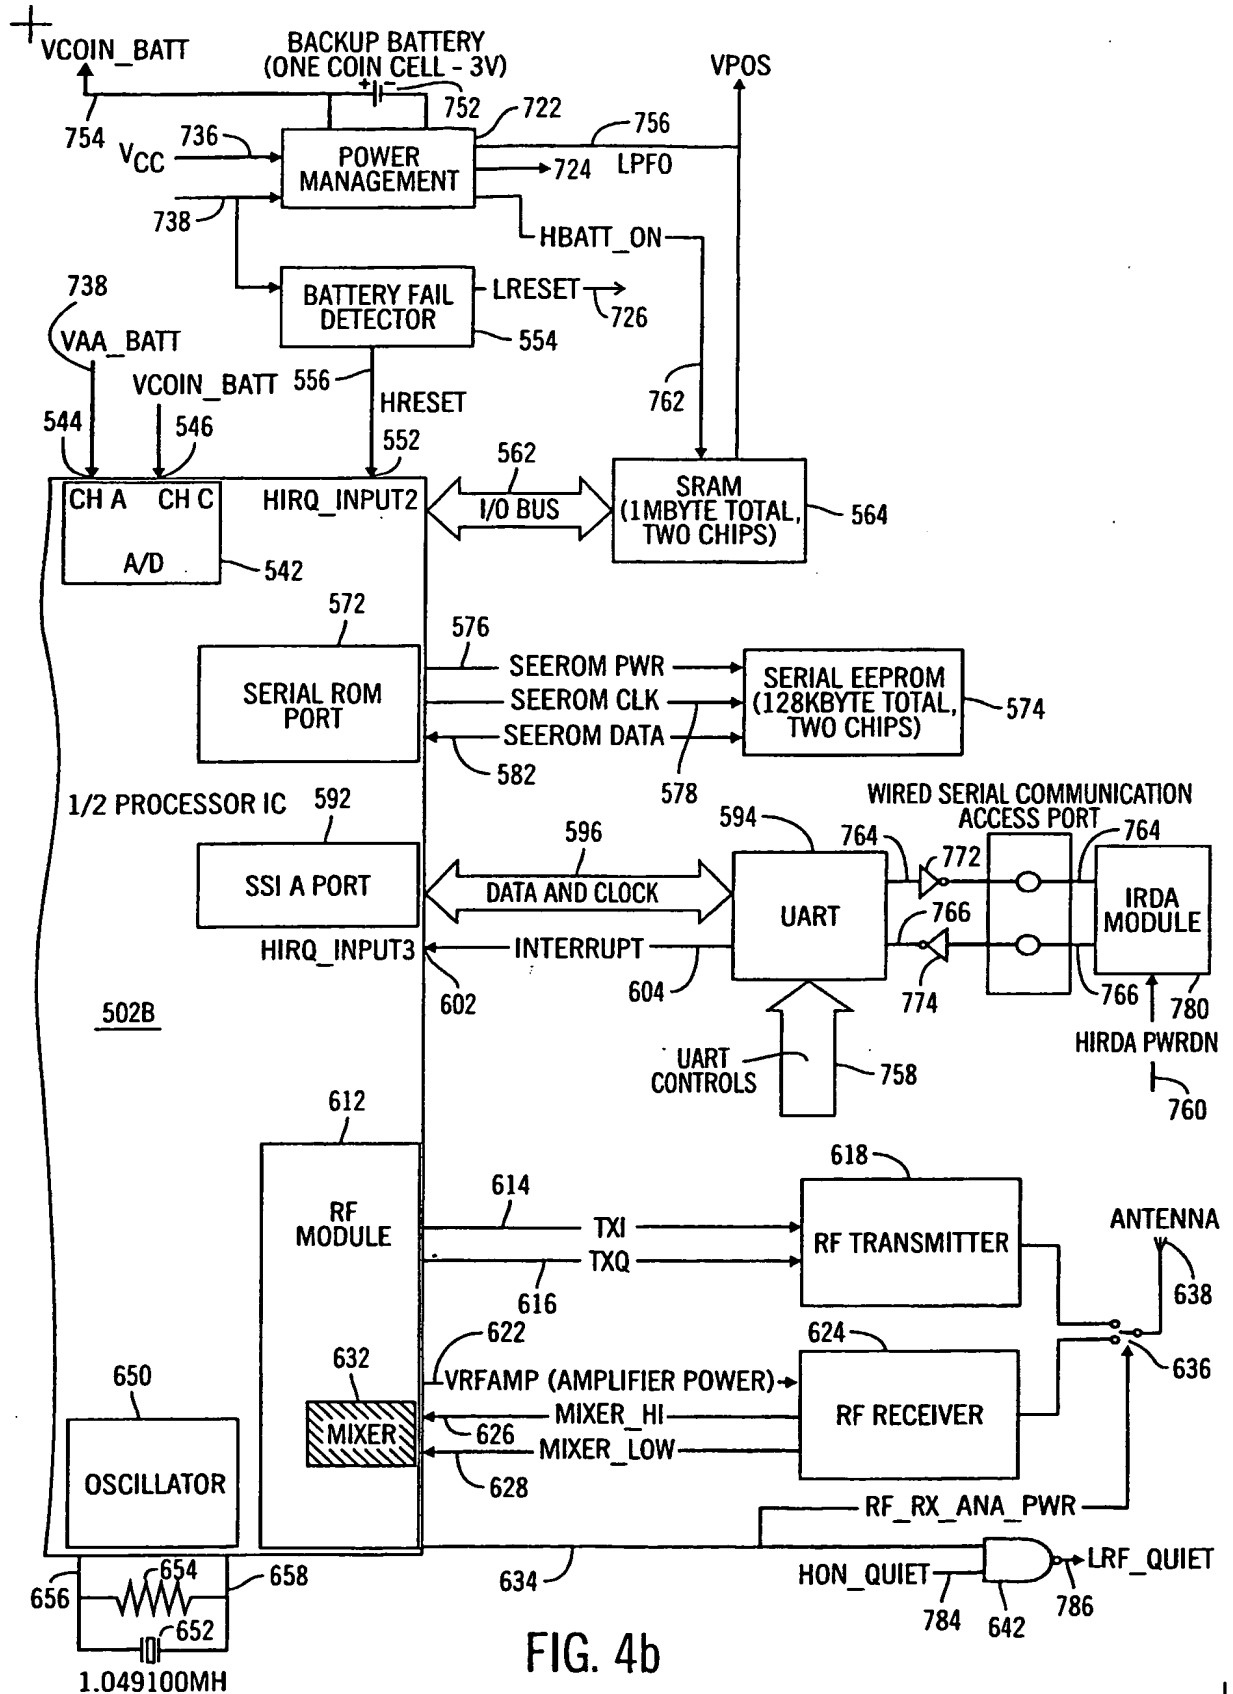 VCOIN_BATT
BACKUP BATTERY
(ONE COIN CELL - 3V)
+ -
752
754
VPOS
722
736
VCC
POWER
MANAGEMENT
756
LPFO
724
738
HBATT_ON
738
BATTERY FAIL
DETECTOR
LRESET
726
554
VAA_BATT
VCOIN_BATT
556
HRESET
762
544
546
552
CH A
CH C
HIRQ_INPUT2
A/D
542
562
I/O BUS
SRAM
(1MBYTE TOTAL,
TWO CHIPS)
564
572
SERIAL ROM
PORT
576
SEEROM PWR
SEEROM CLK
SEEROM DATA
582
578
SERIAL EEPROM
(128KBYTE TOTAL,
TWO CHIPS)
574
1/2 PROCESSOR IC
592
SSI A PORT
596
DATA AND CLOCK
594
UART
WIRED SERIAL COMMUNICATION
ACCESS PORT
764
772
764
766
774
766
IRDA
MODULE
780
HIRQ_INPUT3
602
INTERRUPT
604
502B
UART
CONTROLS
758
HIRDA PWRDN
760
612
RF
MODULE
614
TXI
TXQ
616
618
RF TRANSMITTER
ANTENNA
638
636
622
VRFAMP (AMPLIFIER POWER)
624
RF RECEIVER
632
MIXER
MIXER_HI
626
MIXER_LOW
628
650
OSCILLATOR
RF_RX_ANA_PWR
634
HON_QUIET
784
642
786
LRF_QUIET
656
654
658
652
1.049100MH
FIG. 4b